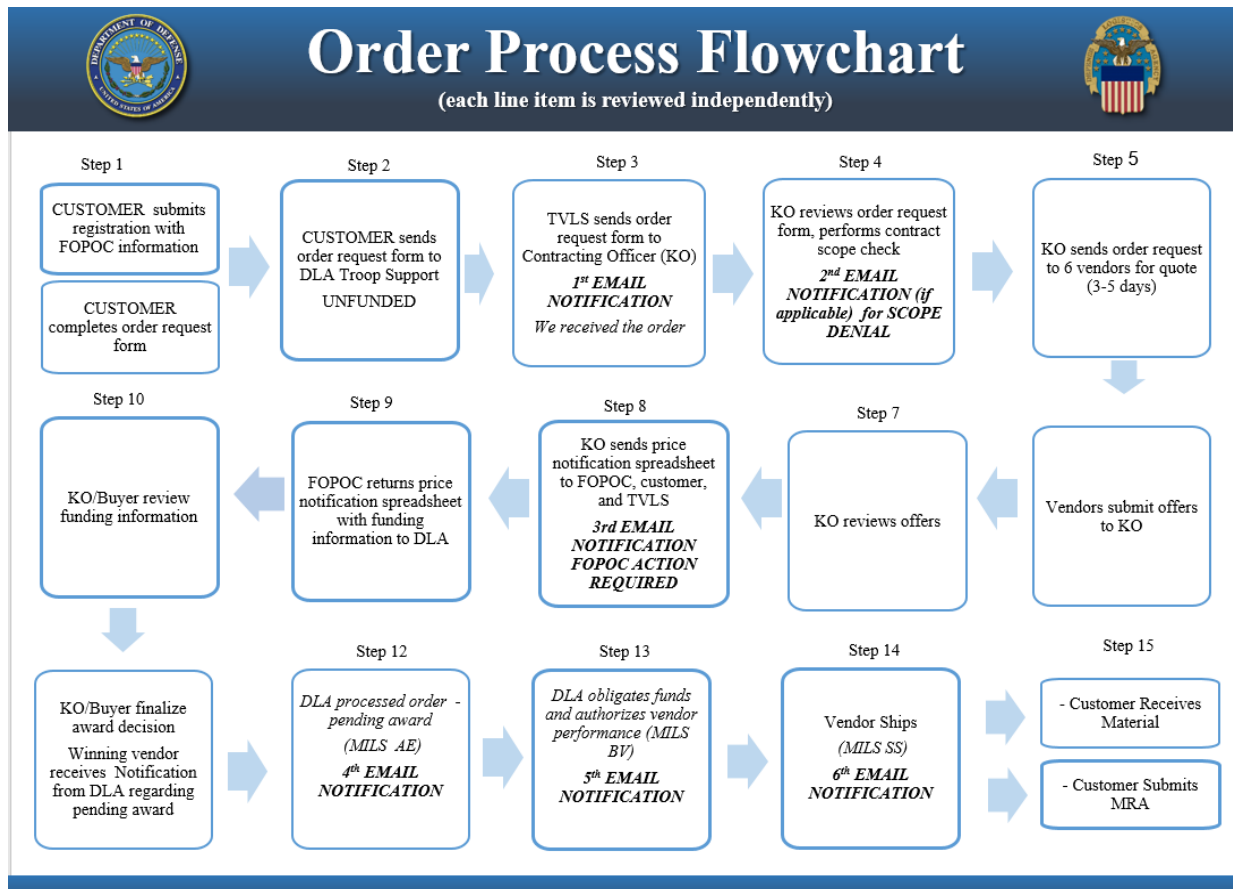 DEPARTMENT OF DEFENSE
UNITED STATES OF AMERICA
Order Process Flowchart
(each line item is reviewed independently)
Step 1
CUSTOMER submits
registration with
FOPOC information
CUSTOMER
completes order request
form
Step 2
CUSTOMER sends
order request form to
DLA Troop Support
UNFUNDED
Step 3
TVLS sends order
request form to
Contracting Officer (KO)
1st EMAIL
NOTIFICATION
We received the order
Step 4
KO reviews order request
form, performs contract
scope check
2nd EMAIL
NOTIFICATION (if
applicable) for SCOPE
DENIAL
Step 5
KO sends order request
to 6 vendors for quote
(3-5 days)
Vendors submit offers
to KO
Step 7
KO reviews offers
Step 8
KO sends price
notification spreadsheet
to FOPOC, customer,
and TVLS
3rd EMAIL
NOTIFICATION
FOPOC ACTION
REQUIRED
Step 9
FOPOC returns price
notification spreadsheet
with funding
information to DLA
Step 10
KO/Buyer review
funding information
KO/Buyer finalize
award decision
Winning vendor
receives Notification
from DLA regarding
pending award
Step 12
DLA processed order -
pending award
(MILS AE)
4th EMAIL
NOTIFICATION
Step 13
DLA obligates funds
and authorizes vendor
performance (MILS
BV)
5th EMAIL
NOTIFICATION
Step 14
Vendor Ships
(MILS SS)
6th EMAIL
NOTIFICATION
Step 15
- Customer Receives
Material
- Customer Submits
MRA